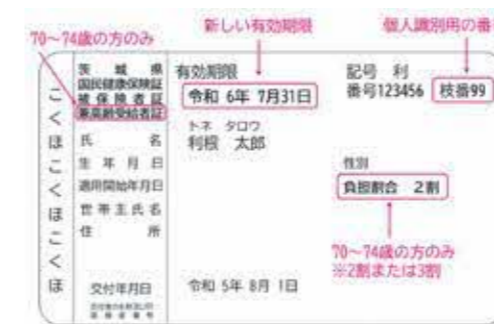 70～74歳の方のみ
新しい有効期限
個人識別用の番
こくほこくほこくほ
茨城県
国民健康保険証
被保険者証
兼高齢受給者証
有効期限
令和 6年 7月31日
記号 利
番号123456 枝番99
トネ タロウ
氏名 利根 太郎
生年月日
性別
適用開始年月日
負担割合 2割
世帯主氏名
住所
70～74歳の方のみ
※2割または3割
交付年月日 令和 5年 8月 1日